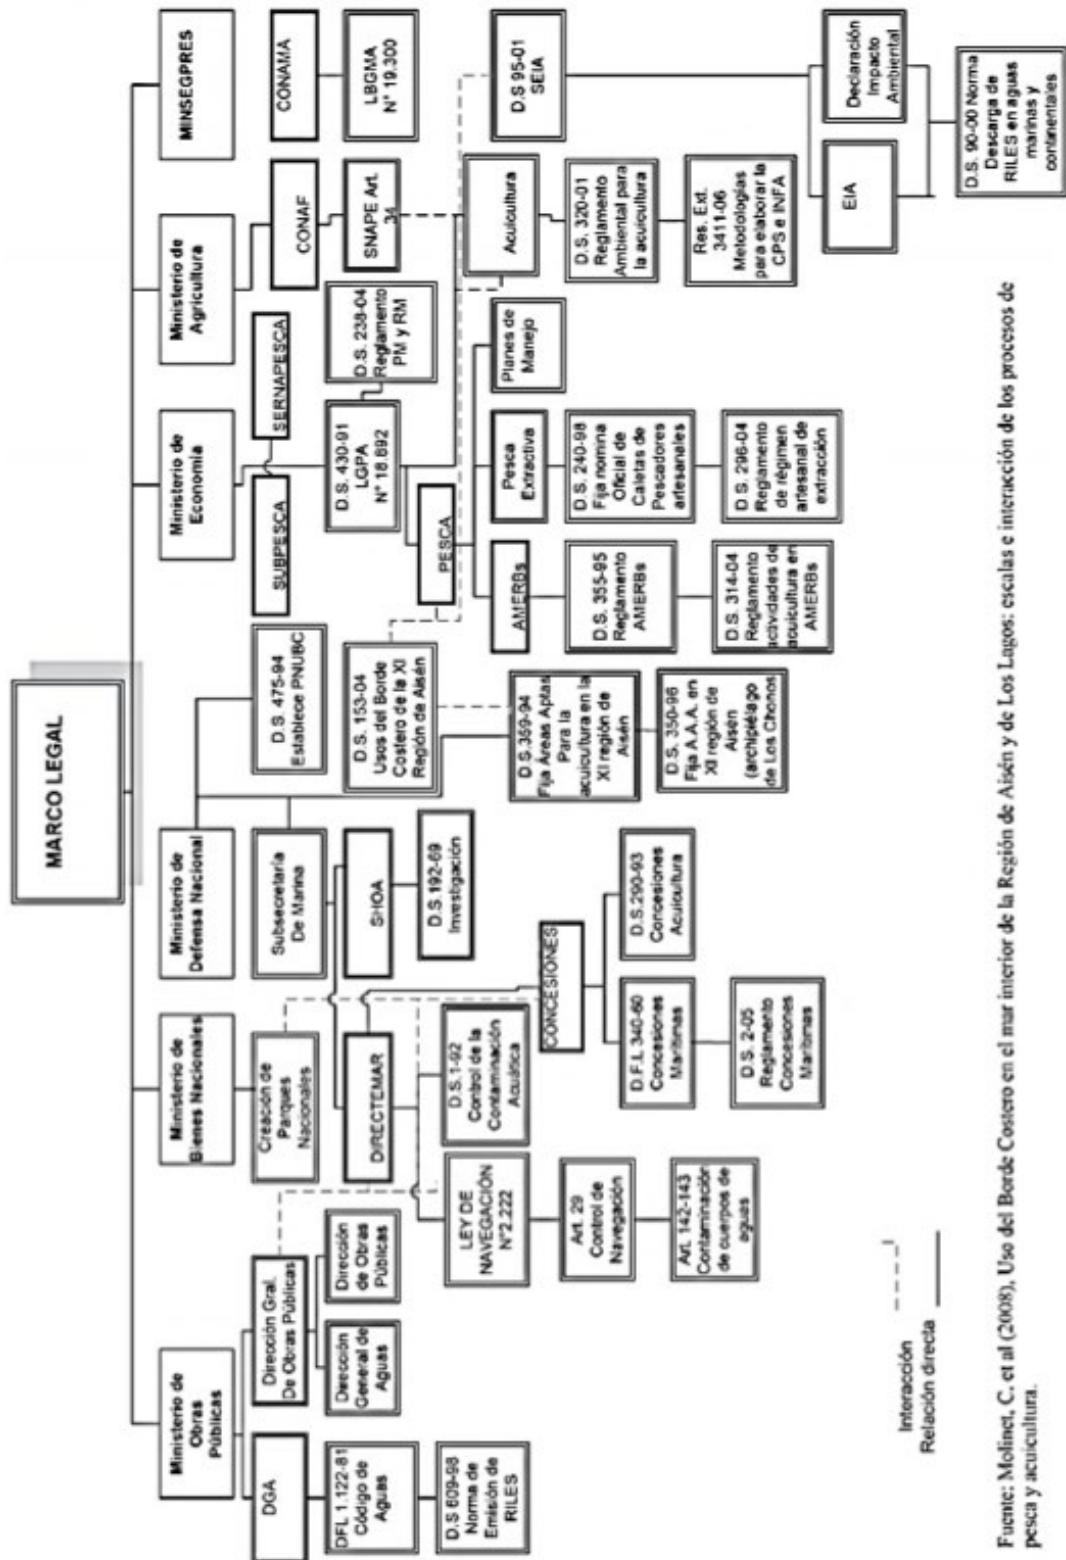 MARCO LEGAL
Ministerio de
Obras
Públicas
Ministerio de
Bienes Nacionales
Ministerio de
Defensa Nacional
Ministerio de
Economía
Ministerio de
Agricultura
MINSEGPRES
DGA
Dirección Gral.
De Obras Públicas
Creación de
Parques
Nacionales
Subsecretaría
De Marina
D.S. 475-94
Establece PNUBC
SUBPESCA
SERNAPESCA
CONAF
CONAMA
DFL 1.122-81
Código de
Aguas
Dirección
General de
Aguas
Dirección
de Obras
Públicas
DIRECTEMAR
SHOA
D.S. 153-04
Usos del Borde
Costero de la XI
Región de Aisén
D.S. 430-91
LGPA
N° 18.892
D.S. 238-04
Reglamento
PM y RM
SNAPE Art.
34
LBGMA
N° 19.300
D.S 609-98
Norma de
Emisión de
RILES
LEY DE
NAVEGACIÓN
N°2.222
D.S. 1-92
Control de la
Contaminación
Acuática
D.S. 192-69
Investigación
PESCA
Acuicultura
D.S 95-01
SEIA
Art. 29
Control de
Navegación
CONCESIONES
D.S.359-94
Fija Áreas Aptas
Para la
acuicultura en la
XI región de
Aisén
AMERBs
Pesca
Extractiva
Planes de
Manejo
D.S. 320-01
Reglamento
Ambiental para
la acuicultura
Art. 142-143
Contaminación
de cuerpos de
aguas
D.F.L 340-60
Concesiones
Marítimas
D.S.290-93
Concesiones
Acuicultura
D.S. 350-96
Fija A.A.A. en
XI región de
Aisén
(archipiélago
de Los Chonos
D.S. 355-95
Reglamento
AMERBs
D.S. 240-98
Fija nomina
Oficial de
Caletas de
Pescadores
artesanales
Res. Ext.
3411-06
Metodologías
para elaborar la
CPS e INFA
D.S. 2-05
Reglamento
Concesiones
Marítimas
D.S. 314-04
Reglamento
actividades de
acuicultura en
AMERBs
D.S. 296-04
Reglamento
de régimen
artesanal de
extracción
EIA
Declaración
Impacto
Ambiental
D.S. 90-00 Norma
Descarga de
RILES en aguas
marinas y
continentales
Interacción
Relación directa
Fuente: Molinet, C. et al (2008), Uso del Borde Costero en el mar interior de la Región de Aisén y de Los Lagos: escalas e interacción de los procesos de
pesca y acuicultura.